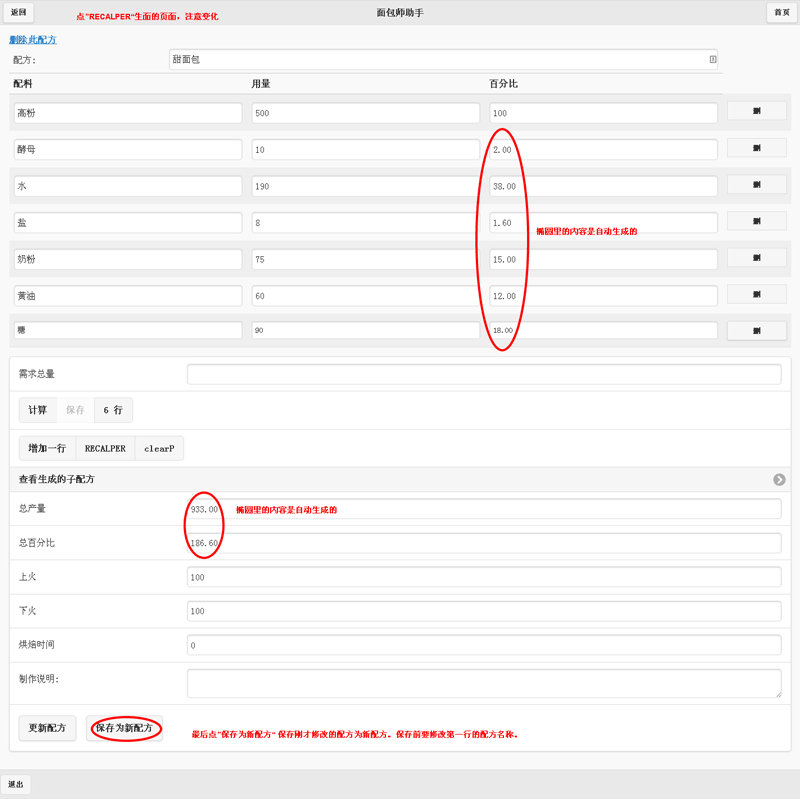 返回
点"RECALPER"生面的页面，注意变化
面包师助手
首页
删除此配方
配方: 甜面包
配料 用量 百分比
高粉 500 100 删
酵母 10 2.00 删
水 190 38.00 删
盐 8 1.60 删
椭圆里的内容是自动生成的
奶粉 75 15.00 删
黄油 60 12.00 删
糖 90 18.00 删
需求总量
计算 保存 6 行
增加一行 RECALPER clearP
查看生成的子配方
总产量 933.00 椭圆里的内容是自动生成的
总百分比 186.60
上火 100
下火 100
烘焙时间 0
制作说明:
更新配方 保存为新配方 最后点"保存为新配方" 保存刚才修改的配方为新配方。保存前要修改第一行的配方名称。
退出